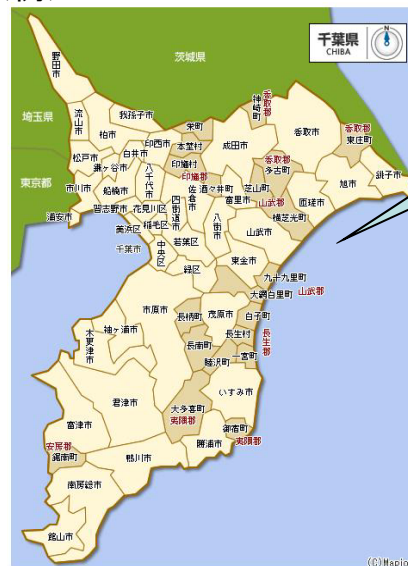 千葉県
CHIBA
茨城県
埼玉県
東京都
野田市
流山市
柏市
我孫子市
松戸市
鎌ヶ谷市
白井市
印西市
栄町
本埜村
印旛村
印旛郡
成田市
神崎町
香取郡
香取市
香取郡
東庄町
香取郡
多古町
旭市
銚子市
匝瑳市
芝山町
山武郡
横芝光町
市川市
船橋市
八千代市
佐倉市
酒々井町
富里市
四街道市
八街市
山武市
浦安市
習志野市
花見川区
美浜区
稲毛区
千葉市
中央区
若葉区
緑区
東金市
九十九里町
大網白里町
山武郡
市原市
長柄町
茂原市
白子町
長生村
長生郡
長南町
一宮町
睦沢町
木更津市
袖ヶ浦市
君津市
富津市
大多喜町
夷隅郡
いすみ市
御宿町
夷隅郡
勝浦市
安房郡
鋸南町
鴨川市
南房総市
館山市